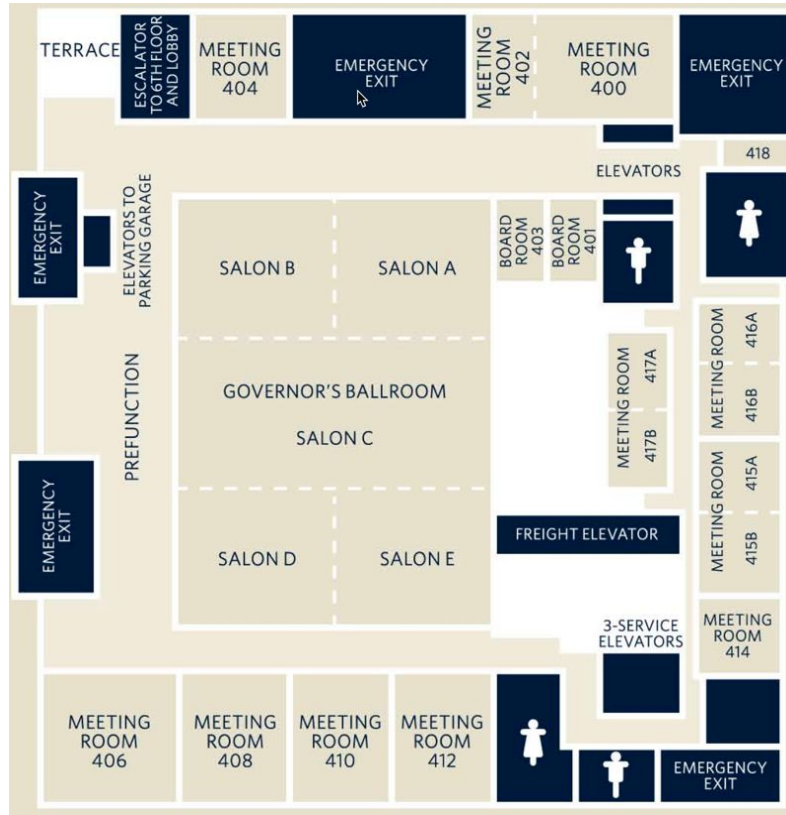 TERRACE
ESCALATOR
TO 6TH FLOOR
AND LOBBY
MEETING
ROOM
404
EMERGENCY
EXIT
MEETING
ROOM
402
MEETING
ROOM
400
EMERGENCY
EXIT
418
ELEVATORS
EMERGENCY
EXIT
ELEVATORS TO
PARKING GARAGE
SALON B
SALON A
BOARD
ROOM
403
BOARD
ROOM
401
MEETING ROOM
417A
417B
MEETING ROOM
416A
416B
PREFUNCTION
GOVERNOR'S BALLROOM
SALON C
MEETING ROOM
415A
415B
EMERGENCY
EXIT
SALON D
SALON E
FREIGHT ELEVATOR
3-SERVICE
ELEVATORS
MEETING
ROOM
414
MEETING
ROOM
406
MEETING
ROOM
408
MEETING
ROOM
410
MEETING
ROOM
412
EMERGENCY
EXIT